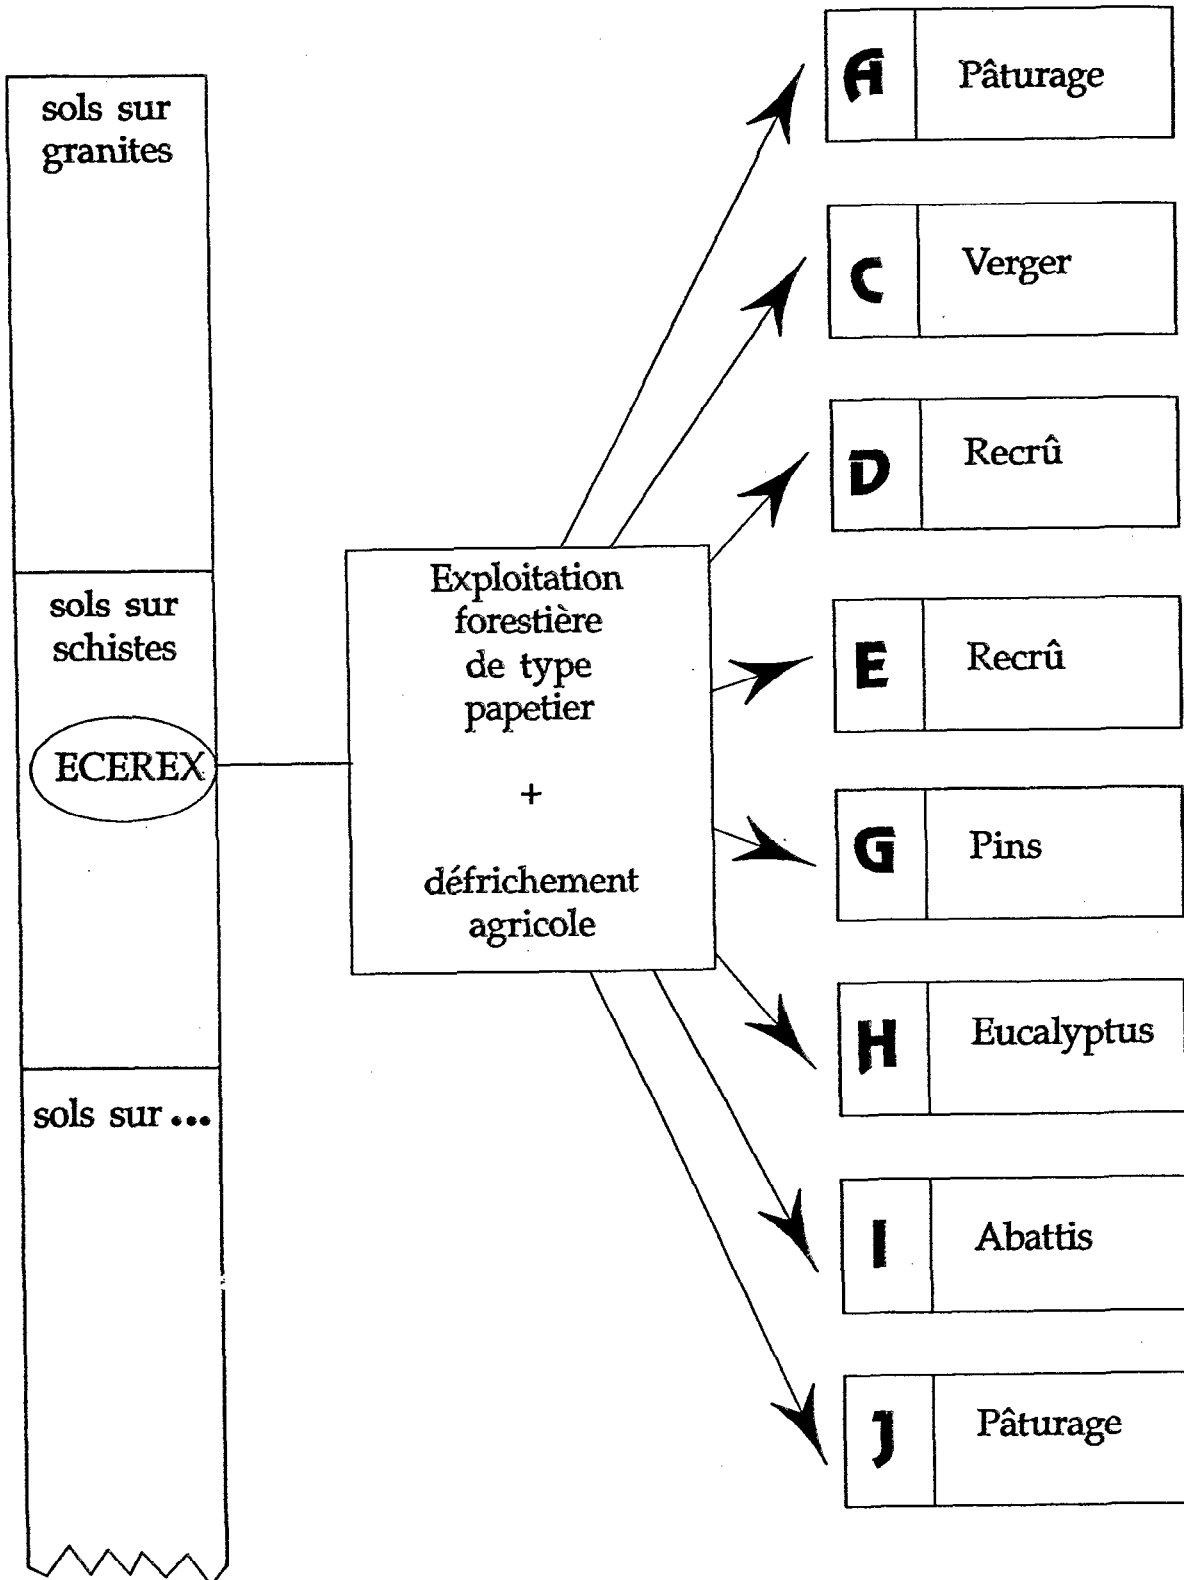 sols sur
granites
sols sur
schistes
ECEREX
sols sur ...
Exploitation
forestière
de type
papetier
+
défrichement
agricole
A Pâturage
C Verger
D Recrû
E Recrû
G Pins
H Eucalyptus
I Abattis
J Pâturage